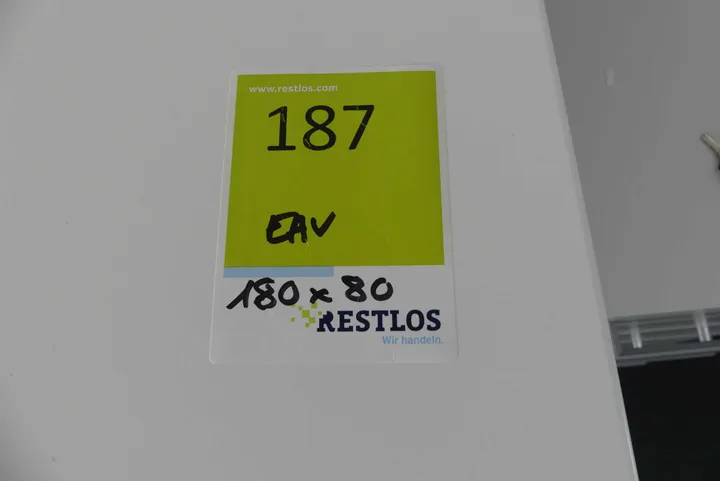 www.restlos.com
187
EAV
180 x 80
RESTLOS
Wir handeln.